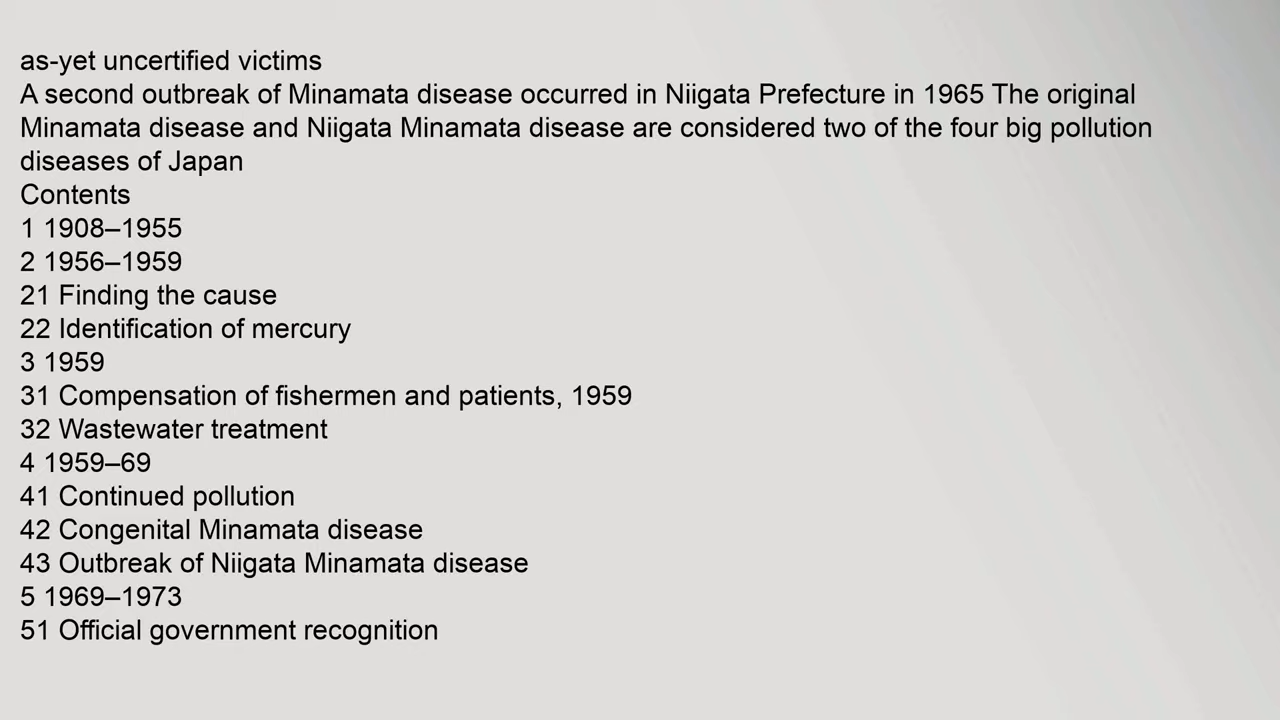 as-yet uncertified victims
A second outbreak of Minamata disease occurred in Niigata Prefecture in 1965 The original
Minamata disease and Niigata Minamata disease are considered two of the four big pollution
diseases of Japan
Contents
1 1908–1955
2 1956–1959
21 Finding the cause
22 Identification of mercury
3 1959
31 Compensation of fishermen and patients, 1959
32 Wastewater treatment
4 1959–69
41 Continued pollution
42 Congenital Minamata disease
43 Outbreak of Niigata Minamata disease
5 1969–1973
51 Official government recognition